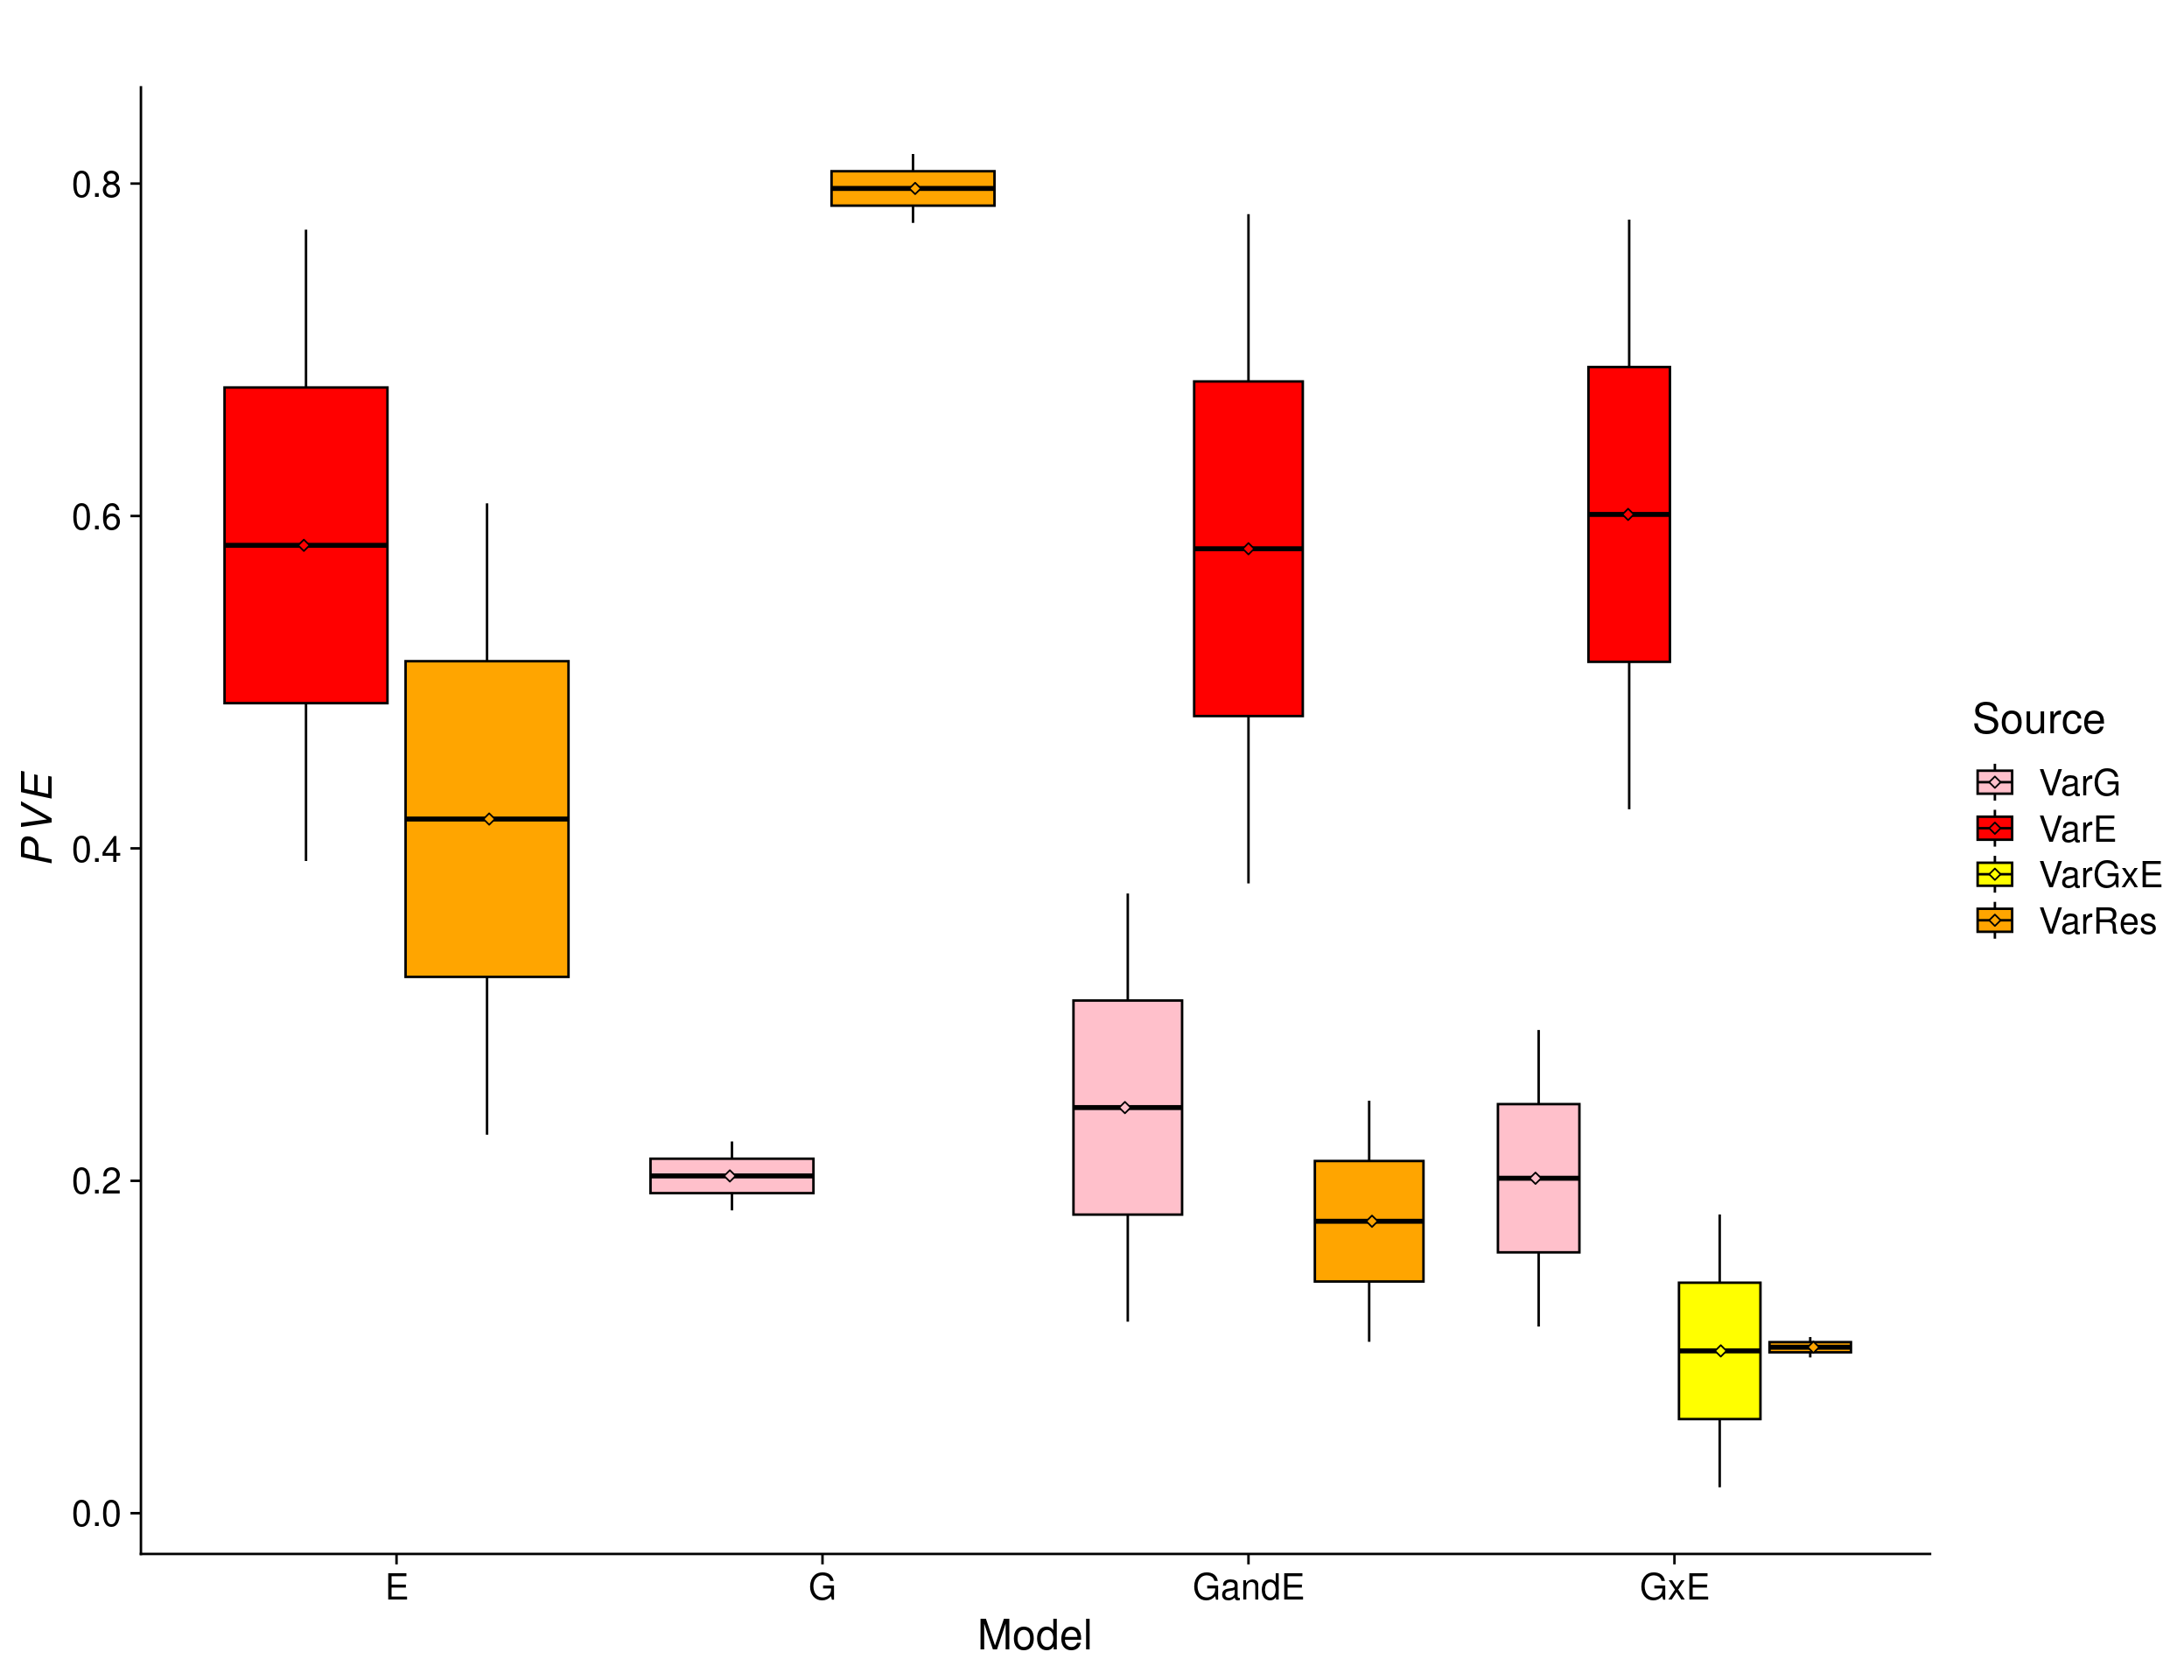 0.8
0.6
0.4
0.2
0.0
PVE
E
G
GandE
GxE
Model
Source
VarG
VarE
VarGxE
VarRes